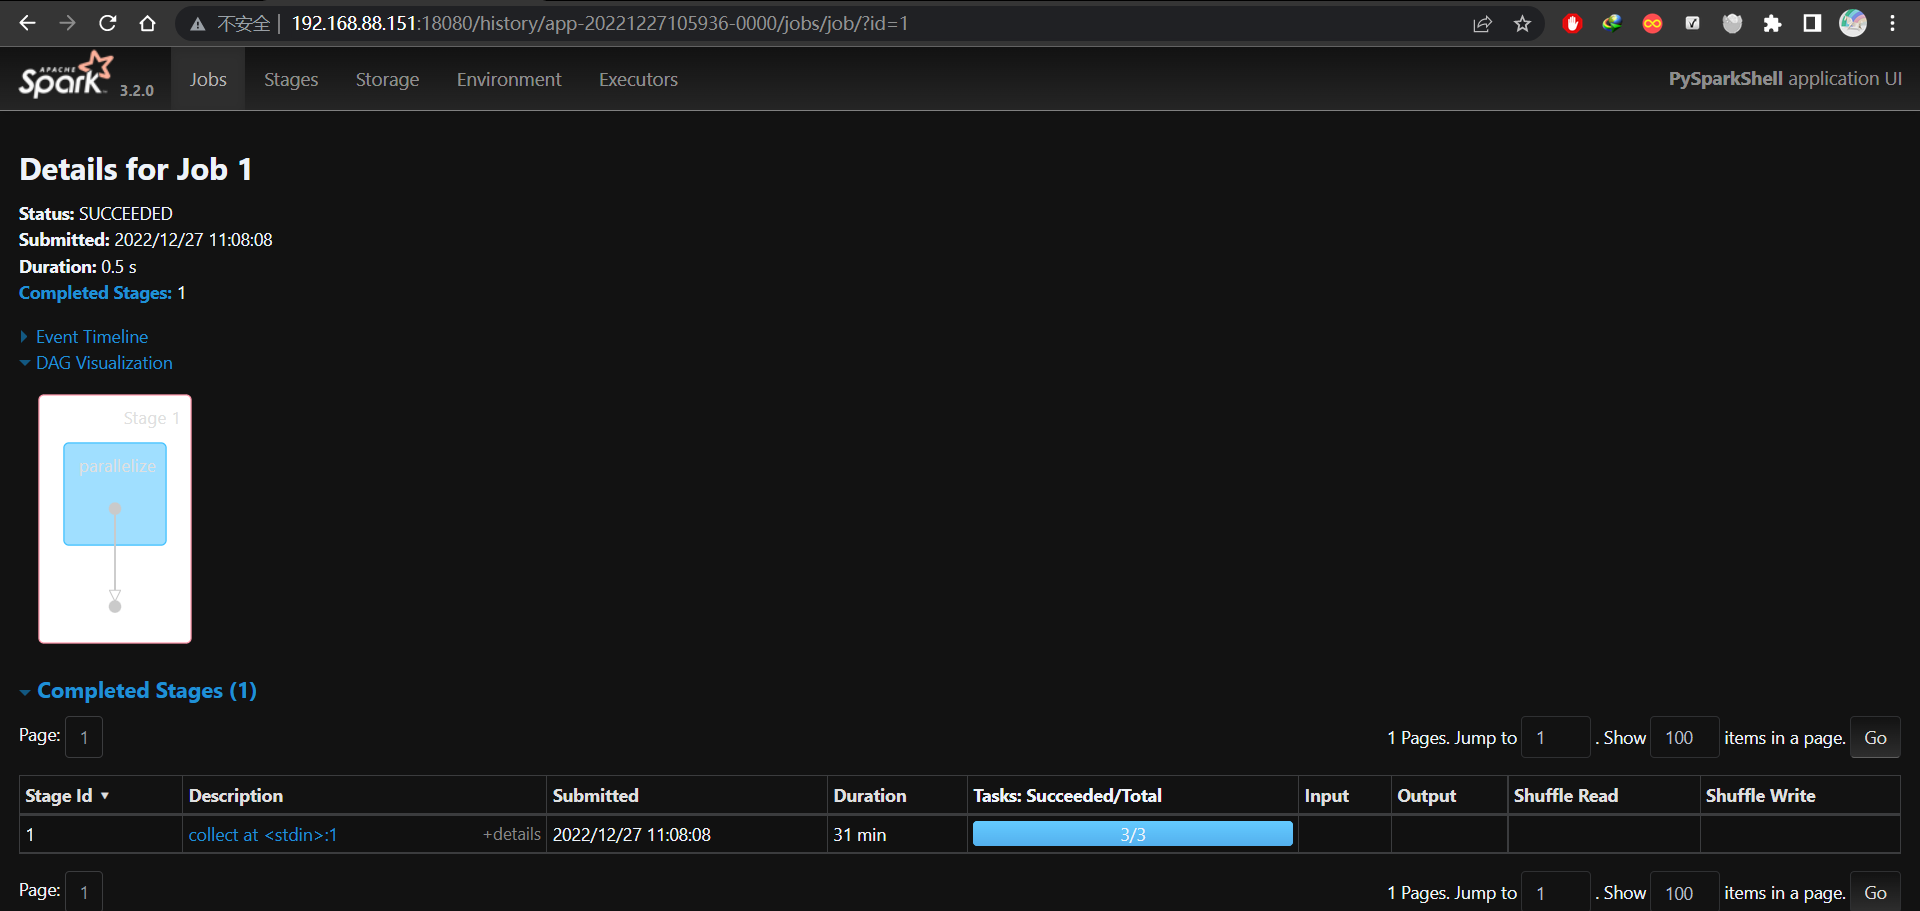 不安全 192.168.88.151:18080/history/app-20221227105936-0000/jobs/job/?id=1
APACHE Spark 3.2.0 Jobs Stages Storage Environment Executors PySparkShell application UI
Details for Job 1
Status: SUCCEEDED
Submitted: 2022/12/27 11:08:08
Duration: 0.5 s
Completed Stages: 1
Event Timeline
DAG Visualization
Stage 1
parallelize
Completed Stages (1)
Page: 1 1 Pages. Jump to 1 . Show 100 items in a page. Go
Stage Id ▾ Description Submitted Duration Tasks: Succeeded/Total Input Output Shuffle Read Shuffle Write
1 collect at <stdin>:1 +details 2022/12/27 11:08:08 31 min 3/3
Page: 1 1 Pages. Jump to 1 . Show 100 items in a page. Go